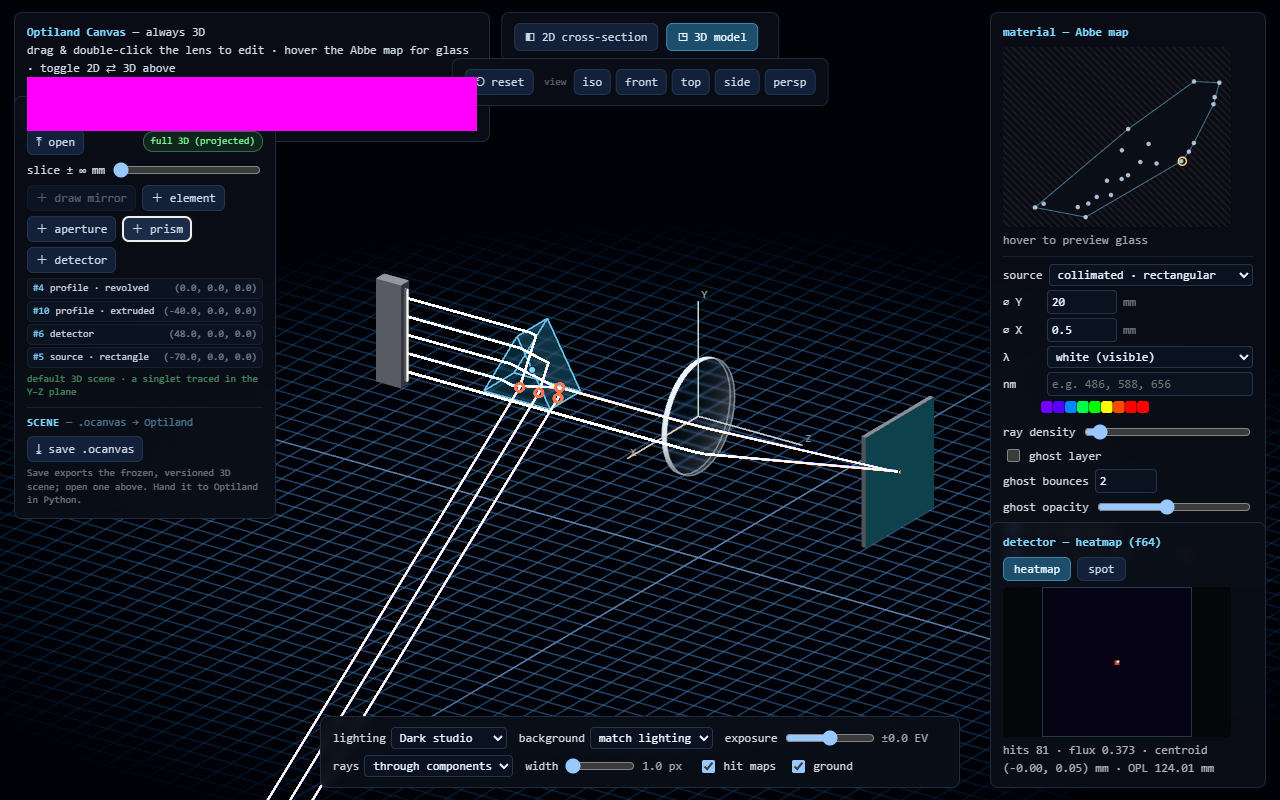 Optiland Canvas — always 3D
drag & double-click the lens to edit · hover the Abbe map for glass
· toggle 2D ⇄ 3D above
2D cross-section
3D model
reset
view
iso
front
top
side
persp
open
full 3D (projected)
slice ± ∞ mm
+ draw mirror
+ element
+ aperture
+ prism
+ detector
#4 profile · revolved (0.0, 0.0, 0.0)
#10 profile · extruded (-40.0, 0.0, 0.0)
#6 detector (48.0, 0.0, 0.0)
#5 source · rectangle (-70.0, 0.0, 0.0)
default 3D scene · a singlet traced in the
Y-Z plane
SCENE — .ocanvas → Optiland
save .ocanvas
Save exports the frozen, versioned 3D
scene; open one above. Hand it to Optiland
in Python.
Y
Z
X
lighting Dark studio background match lighting exposure ±0.0 EV
rays through components width 1.0 px hit maps ground
material — Abbe map
hover to preview glass
source collimated · rectangular
⌀ Y 20 mm
⌀ X 0.5 mm
λ white (visible)
nm e.g. 486, 588, 656
ray density
ghost layer
ghost bounces 2
ghost opacity
detector — heatmap (f64)
heatmap
spot
hits 81 · flux 0.373 · centroid
(-0.00, 0.05) mm · OPL 124.01 mm